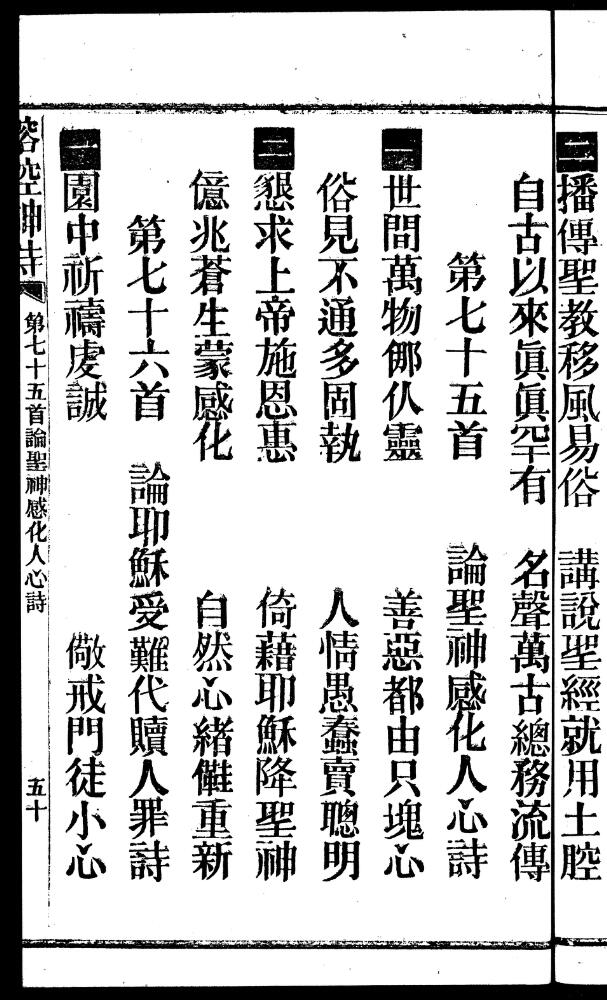 二 播傳聖教移風易俗 講說聖經就用土腔
自古以來眞眞罕有 名聲萬古總務流傳
第七十五首 論聖神感化人心詩
一 世間萬物㑚伙靈 善惡都由只塊心
俗見不通多固執 人情愚蠢賣聰明
二 懇求上帝施恩惠 倚藉耶穌降聖神
億兆蒼生蒙感化 自然心緒儺重新
第七十六首 論耶穌受難代贖人罪詩
一 園中祈禱虔誠 儆戒門徒小心
榕空神詩 第七十五首論聖神感化人心詩 五十